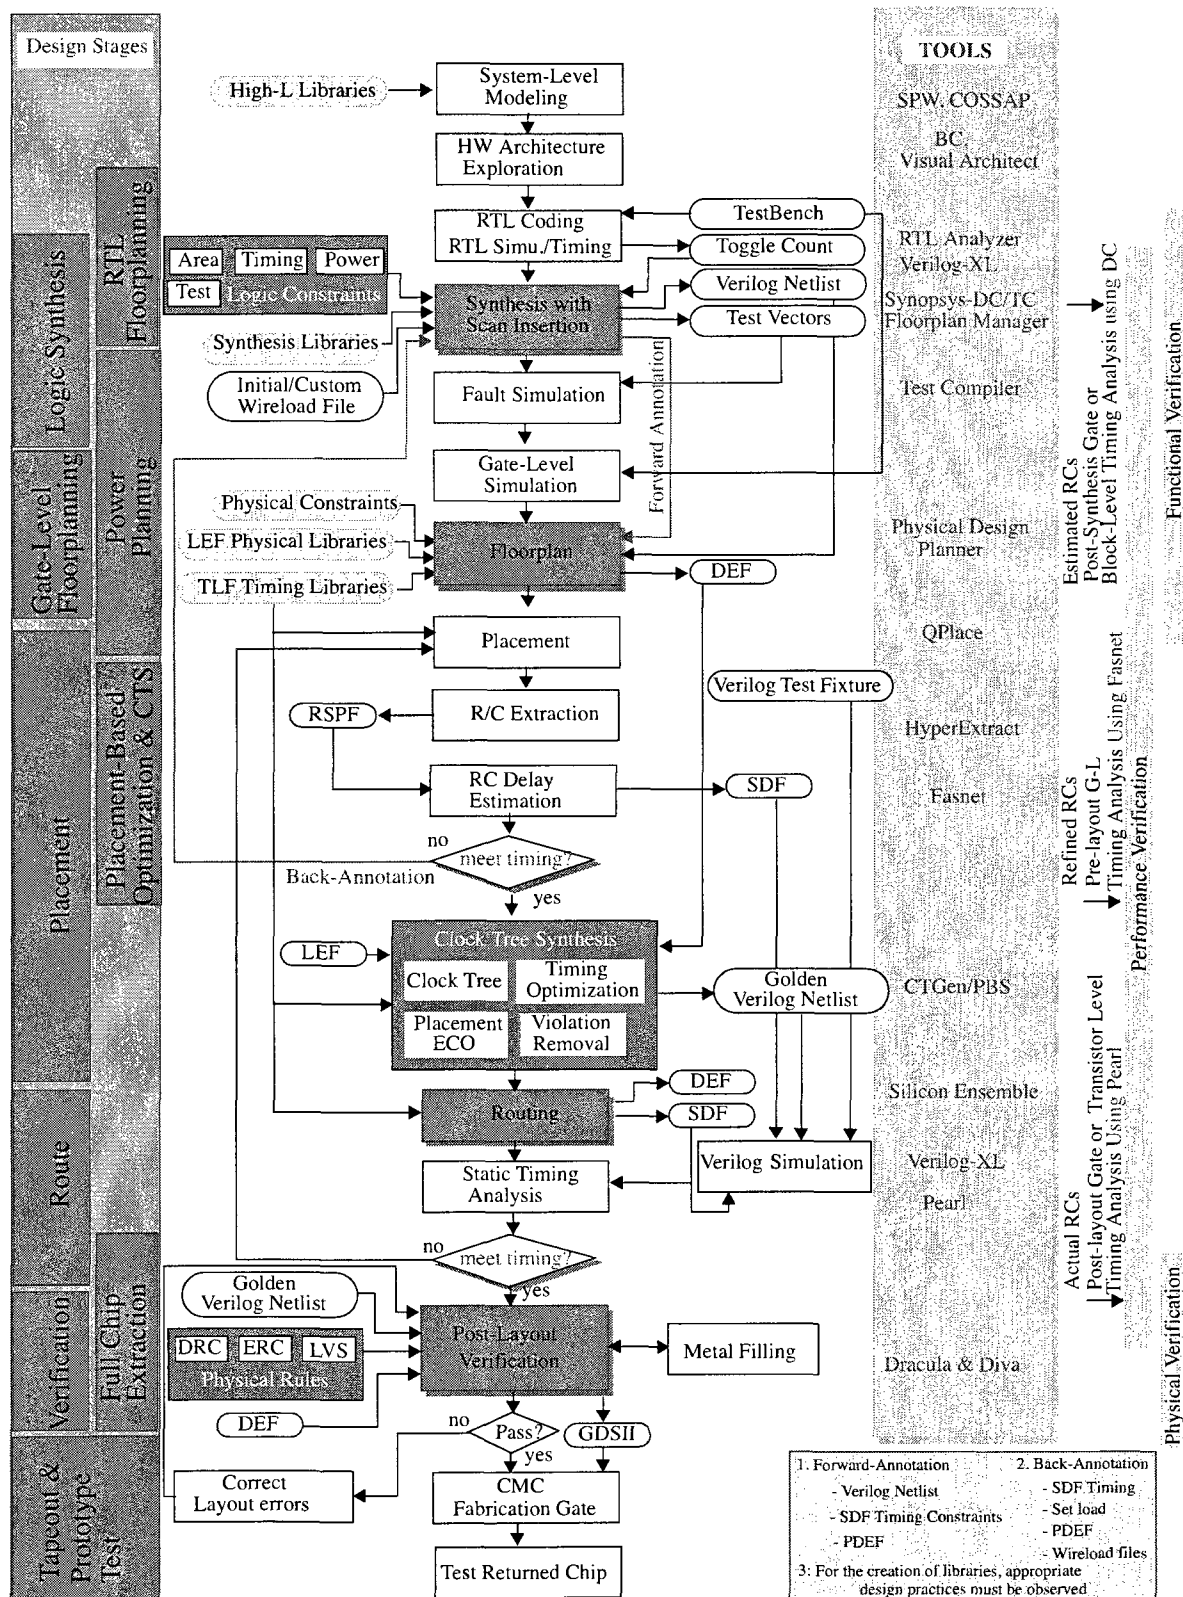 Design Stages
TOOLS
High-L Libraries
System-Level
Modeling
SPW, COSSAP
HW Architecture
Exploration
BC,
Visual Architect
RTL Coding
RTL Simu./Timing
TestBench
Toggle Count
RTL Analyzer
Verilog-XL
RTL
Floorplanning
Logic Synthesis
Area
Timing
Power
Test
Logic Constraints
Synthesis with
Scan Insertion
Verilog Netlist
Test Vectors
Synopsys-DC/TC
Floorplan Manager
Synthesis Libraries
Initial/Custom
Wireload File
Fault Simulation
Forward Annotation
Test Compiler
Gate-Level
Simulation
Estimated RCs
Post-Synthesis Gate or
Block-Level Timing Analysis using DC
Functional Verification
Gate-Level
Floorplanning
Power
Planning
Physical Constraints
LEF Physical Libraries
TLF Timing Libraries
Floorplan
DEF
Physical Design
Planner
Placement
QPlace
Placement
Placement-Based
Optimization & CTS
RSPF
R/C Extraction
Verilog Test Fixture
HyperExtract
RC Delay
Estimation
SDF
Fasnet
Refined RCs
Pre-layout G-L
Timing Analysis Using Fasnet
Performance Verification
no
meet timing?
Back-Annotation
yes
LEF
Clock Tree Synthesis
Clock Tree
Timing
Optimization
Placement
ECO
Violation
Removal
Golden
Verilog Netlist
CTGen/PBS
Route
Routing
DEF
SDF
Silicon Ensemble
Static Timing
Analysis
Verilog Simulation
Verilog-XL
Pearl
Actual RCs
Post-layout Gate or Transistor Level
Timing Analysis Using Pearl
no
meet timing?
yes
Verification
Full Chip
Extraction
Golden
Verilog Netlist
DRC
ERC
LVS
Physical Rules
DEF
Post-Layout
Verification
Metal Filling
Dracula & Diva
Physical Verification
no
Pass?
yes
GDSII
Tapeout &
Prototype
Test
Correct
Layout errors
CMC
Fabrication Gate
Test Returned Chip
1. Forward-Annotation
- Verilog Netlist
- SDF Timing Constraints
- PDEF
2. Back-Annotation
- SDF Timing
- Set load
- PDEF
- Wireload files
3: For the creation of libraries, appropriate
design practices must be observed